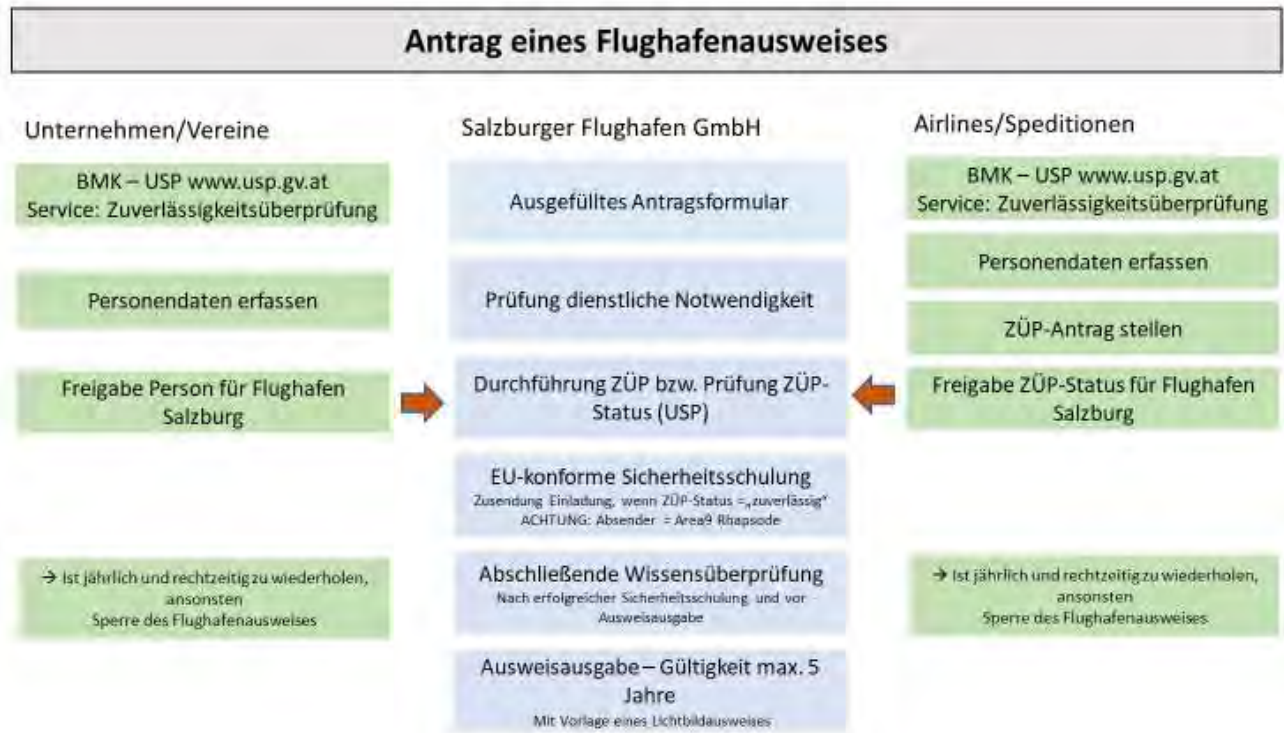 Antrag eines Flughafenausweises
Unternehmen/Vereine
BMK – USP www.usp.gv.at
Service: Zuverlässigkeitsüberprüfung
Personendaten erfassen
Freigabe Person für Flughafen
Salzburg
→ Ist jährlich und rechtzeitig zu wiederholen,
ansonsten
Sperre des Flughafenausweises
Salzburger Flughafen GmbH
Ausgefülltes Antragsformular
Prüfung dienstliche Notwendigkeit
Durchführung ZÜP bzw. Prüfung ZÜP-
Status (USP)
EU-konforme Sicherheitsschulung
Zusendung Einladung, wenn ZÜP-Status =„zuverlässig“
ACHTUNG: Absender = Area9 Rhapsode
Abschließende Wissensüberprüfung
Nach erfolgreicher Sicherheitsschulung und vor
Ausweisausgabe
Ausweisausgabe – Gültigkeit max. 5
Jahre
Mit Vorlage eines Lichtbildausweises
Airlines/Speditionen
BMK – USP www.usp.gv.at
Service: Zuverlässigkeitsüberprüfung
Personendaten erfassen
ZÜP-Antrag stellen
Freigabe ZÜP-Status für Flughafen
Salzburg
→ Ist jährlich und rechtzeitig zu wiederholen,
ansonsten
Sperre des Flughafenausweises